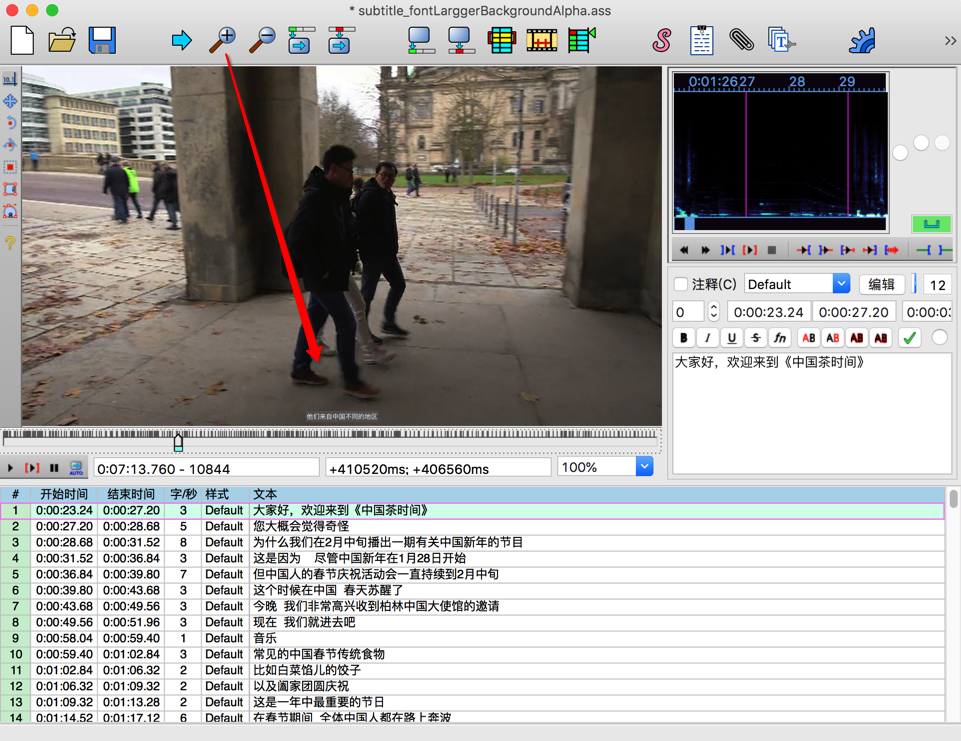 * subtitle_fontLarggerBackgroundAlpha.ass
0:01:26 27 28 29
他们来自中国不同的地区
注释(C) Default 编辑 12
0 0:00:23.24 0:00:27.20 0:00:03
B I U S fn AB AB AB AB
大家好，欢迎来到《中国茶时间》
AUTO 0:07:13.760 - 10844 +410520ms; +406560ms 100%
# 开始时间 结束时间 字/秒 样式 文本
1 0:00:23.24 0:00:27.20 3 Default 大家好，欢迎来到《中国茶时间》
2 0:00:27.20 0:00:28.68 5 Default 您大概会觉得奇怪
3 0:00:28.68 0:00:31.52 8 Default 为什么我们在2月中旬播出一期有关中国新年的节目
4 0:00:31.52 0:00:36.84 3 Default 这是因为 尽管中国新年在1月28日开始
5 0:00:36.84 0:00:39.80 7 Default 但中国人的春节庆祝活动会一直持续到2月中旬
6 0:00:39.80 0:00:43.68 3 Default 这个时候在中国 春天苏醒了
7 0:00:43.68 0:00:49.56 3 Default 今晚 我们非常高兴收到柏林中国大使馆的邀请
8 0:00:49.56 0:00:51.96 3 Default 现在 我们就进去吧
9 0:00:58.04 0:00:59.40 1 Default 音乐
10 0:00:59.40 0:01:02.84 3 Default 常见的中国春节传统食物
11 0:01:02.84 0:01:06.32 2 Default 比如白菜馅儿的饺子
12 0:01:06.32 0:01:09.32 2 Default 以及阖家团圆庆祝
13 0:01:09.32 0:01:13.28 2 Default 这是一年中最重要的节日
14 0:01:14.52 0:01:17.12 6 Default 在春节期间 全体中国人都在路上奔波